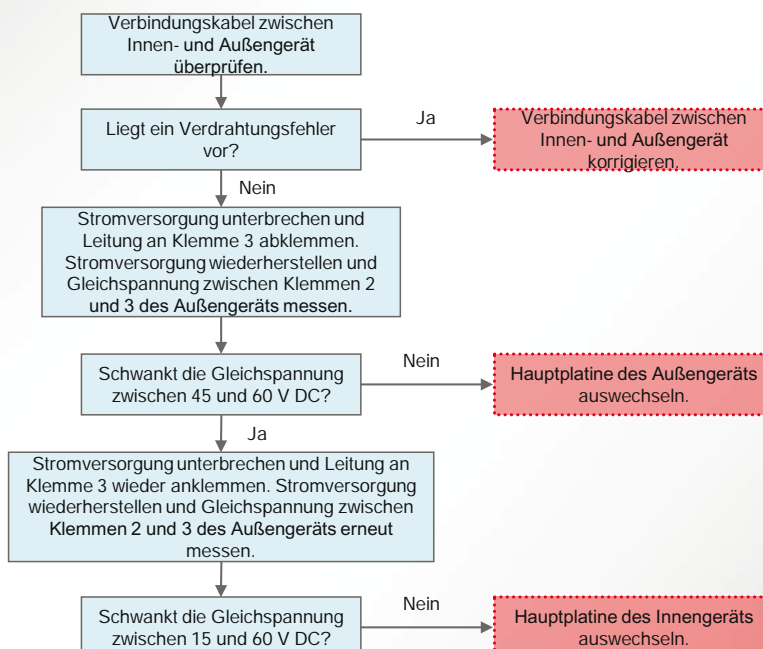 Verbindungskabel zwischen
Innen- und Außengerät
überprüfen.
Liegt ein Verdrahtungsfehler
vor?
Ja
Verbindungskabel zwischen
Innen- und Außengerät
korrigieren.
Nein
Stromversorgung unterbrechen und
Leitung an Klemme 3 abklemmen.
Stromversorgung wiederherstellen und
Gleichspannung zwischen Klemmen 2
und 3 des Außengeräts messen.
Schwankt die Gleichspannung
zwischen 45 und 60 V DC?
Nein
Hauptplatine des Außengeräts
auswechseln.
Ja
Stromversorgung unterbrechen und Leitung an
Klemme 3 wieder anklemmen. Stromversorgung
wiederherstellen und Gleichspannung zwischen
Klemmen 2 und 3 des Außengeräts erneut
messen.
Schwankt die Gleichspannung
zwischen 15 und 60 V DC?
Nein
Hauptplatine des Innengeräts
auswechseln.